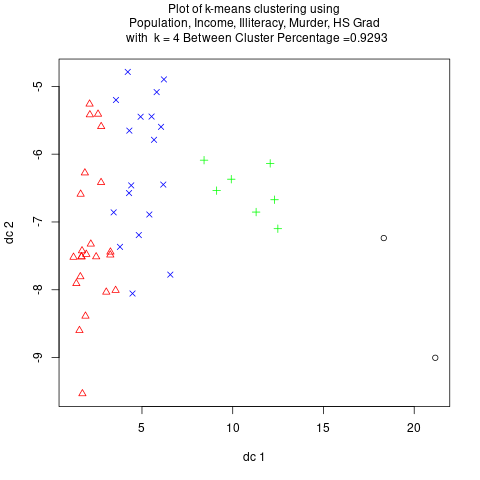 Plot of k-means clustering using
Population, Income, Illiteracy, Murder, HS Grad
with k = 4 Between Cluster Percentage =0.9293
-5
-6
-7
-8
-9
dc 2
5
10
15
20
dc 1